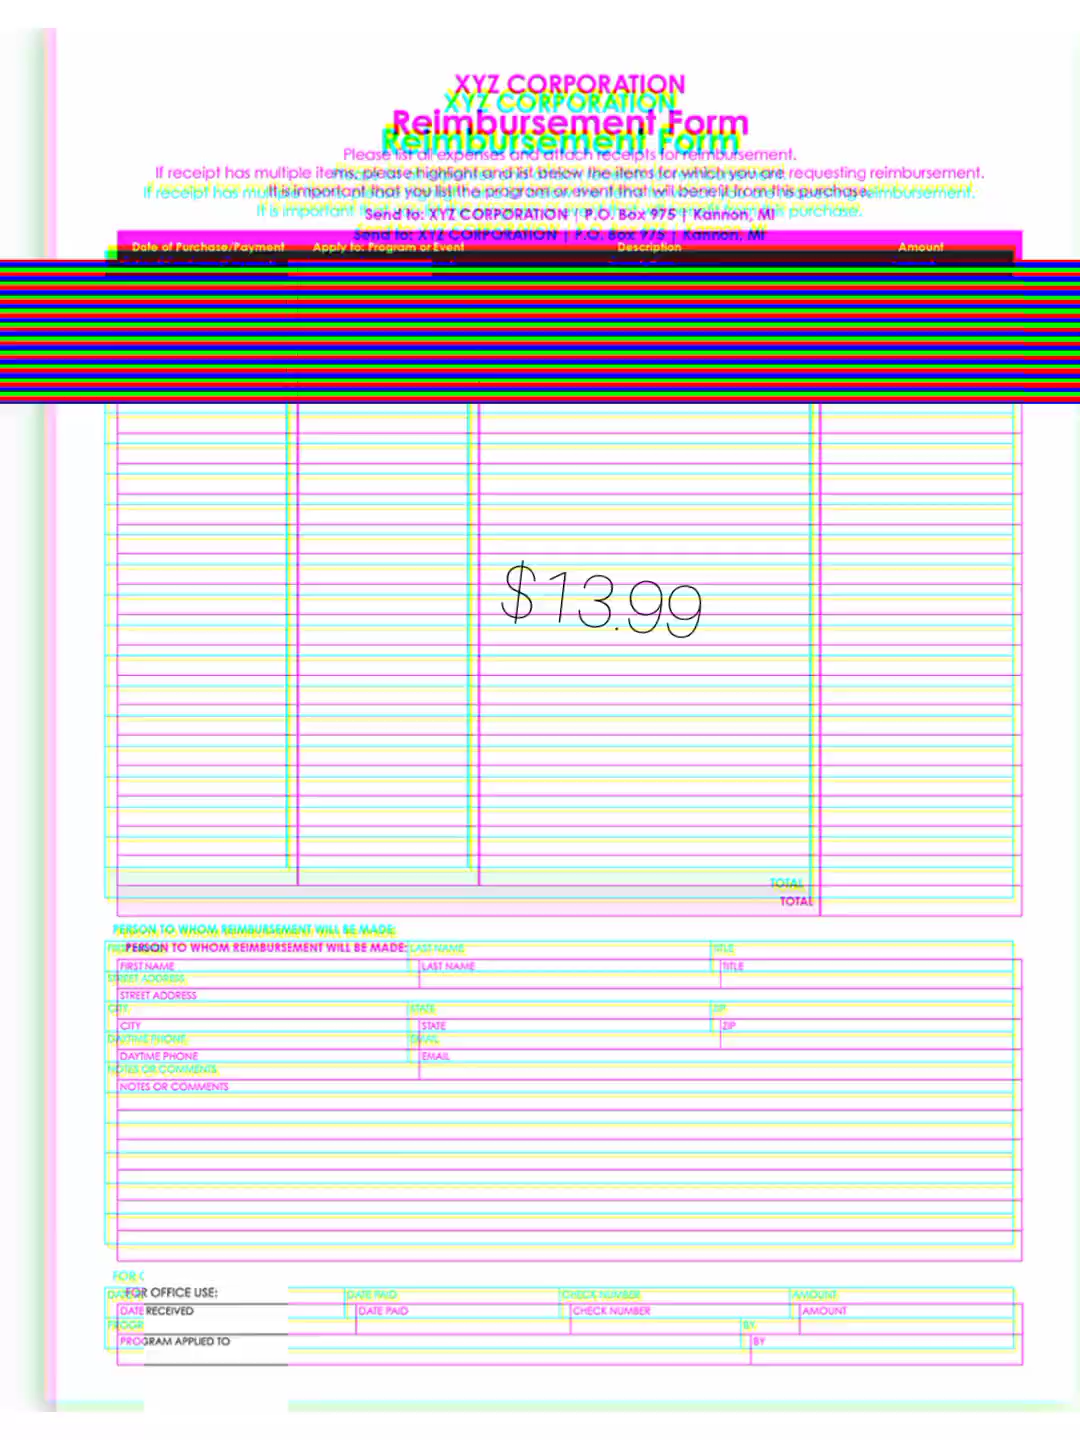 XYZ CORPORATION
Reimbursement Form
Please list all expenses and attach receipts for reimbursement.
If receipt has multiple items, please highlight and list below the items for which you are requesting reimbursement.
It is important that you list the program or event that will benefit from this purchase.
Send to: XYZ CORPORATION | P.O. Box 975 | Kannon, MI
Date of Purchase/Payment Apply to: Program or Event Description Amount
$13.99
TOTAL
PERSON TO WHOM REIMBURSEMENT WILL BE MADE:
FIRST NAME LAST NAME TITLE
STREET ADDRESS
CITY STATE ZIP
DAYTIME PHONE EMAIL
NOTES OR COMMENTS
FOR OFFICE USE:
DATE RECEIVED DATE PAID CHECK NUMBER AMOUNT
PROGRAM APPLIED TO BY